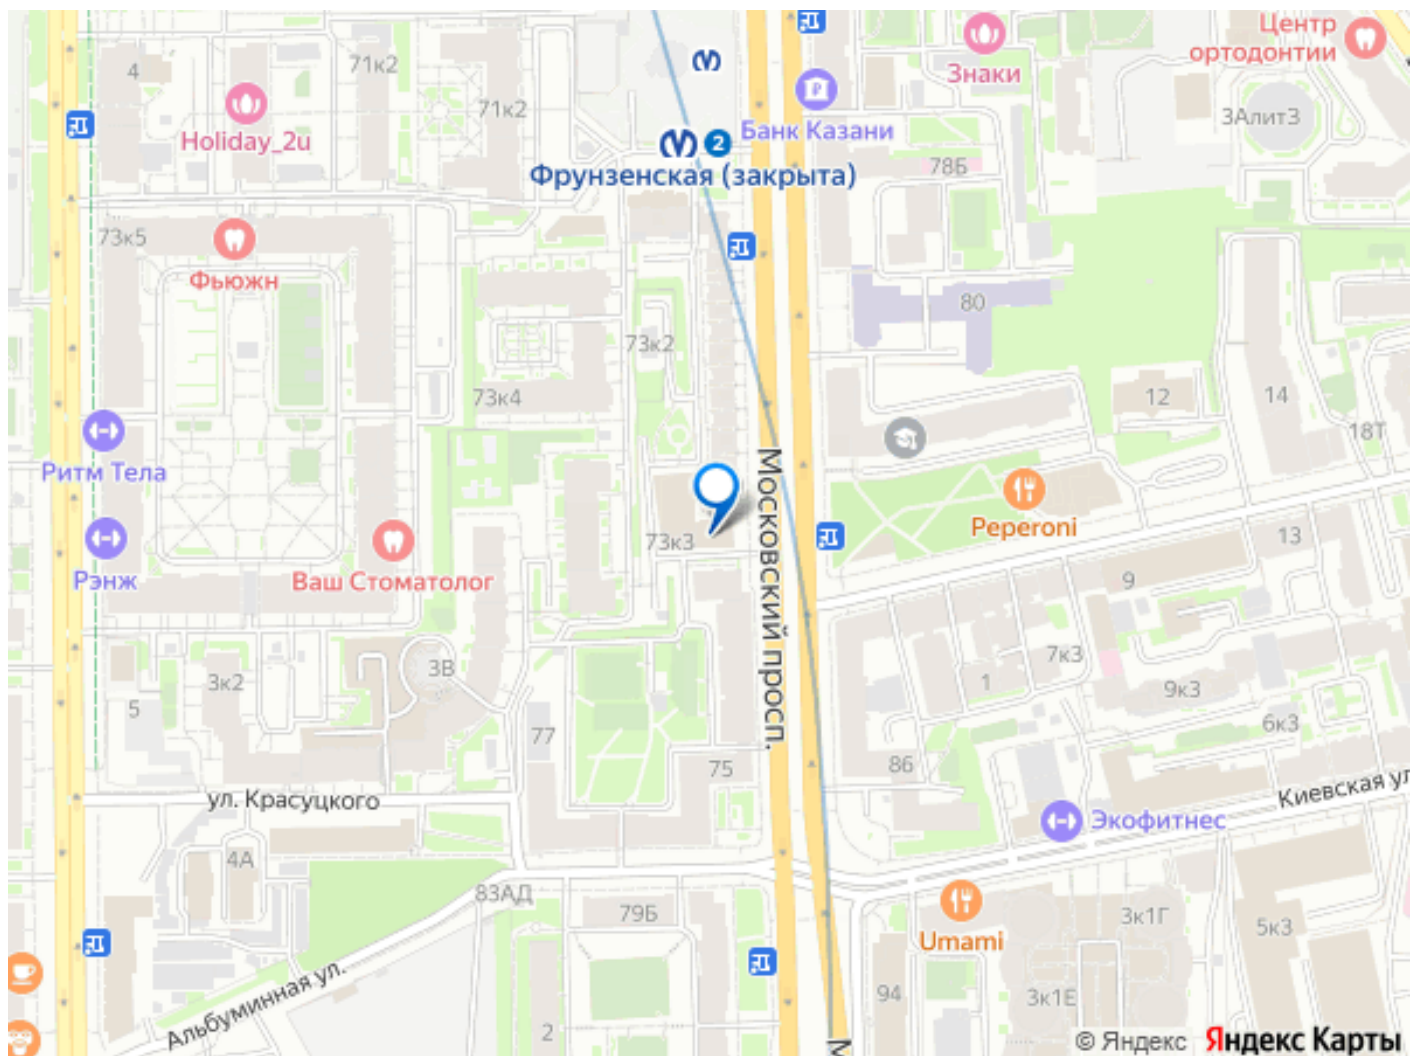 Центр
ортодонтии
4
71к2
Знаки
71к2
Holiday_2u
Банк Казани
3Алит3
2
Фрунзенская (закрыта)
78Б
73к5
Фьюжн
80
73к2
73к4
12
14
18Т
Ритм Тела
Московский просп.
Peperoni
73к3
13
Рэнж
Ваш Стоматолог
9
3к2
3В
7к3
1
9к3
5
6к3
77
75
86
ул. Красуцкого
Киевская ул
Экофитнес
4А
83АД
79Б
3к1Г
Umami
5к3
Альбуминная ул.
94
3к1Е
2
М
© Яндекс Яндекс Карты